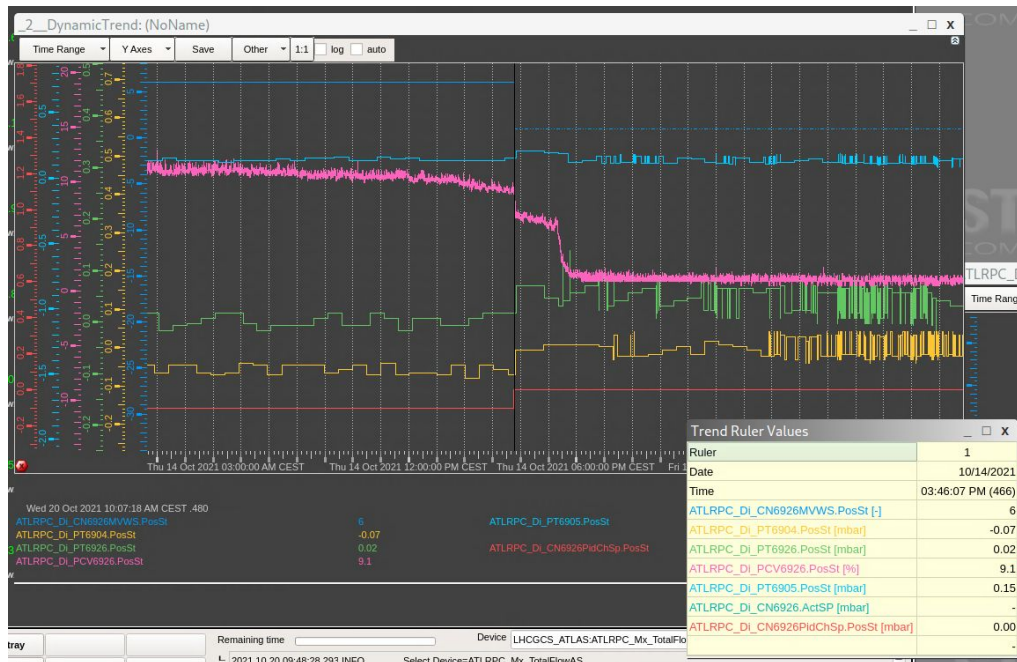 _2__DynamicTrend: (NoName)
Time Range Y Axes Save Other 1:1 log auto
Thu 14 Oct 2021 03:00:00 AM CEST Thu 14 Oct 2021 12:00:00 PM CEST Thu 14 Oct 2021 06:00:00 PM CEST Fri 1
Wed 20 Oct 2021 10:07:18 AM CEST .480
ATLRPC_Di_CN6926MVWS.PosSt 6 ATLRPC_Di_PT6905.PosSt
ATLRPC_Di_PT6904.PosSt -0.07
ATLRPC_Di_PT6926.PosSt 0.02 ATLRPC_Di_CN6926PidChSp.PosSt
ATLRPC_Di_PCV6926.PosSt 9.1
TLRPC_D
Time Rang
Trend Ruler Values
Ruler 1
Date 10/14/2021
Time 03:46:07 PM (466)
ATLRPC_Di_CN6926MVWS.PosSt [-] 6
ATLRPC_Di_PT6904.PosSt [mbar] -0.07
ATLRPC_Di_PT6926.PosSt [mbar] 0.02
ATLRPC_Di_PCV6926.PosSt [%] 9.1
ATLRPC_Di_PT6905.PosSt [mbar] 0.15
ATLRPC_Di_CN6926.ActSP [mbar] -
ATLRPC_Di_CN6926PidChSp.PosSt [mbar] 0.00
-
tray Remaining time Device LHCGCS_ATLAS:ATLRPC_Mx_TotalFlo
2021.10.20 09:48:28.293 INFO Select Device=ATLRPC_Mx_TotalFlowAS